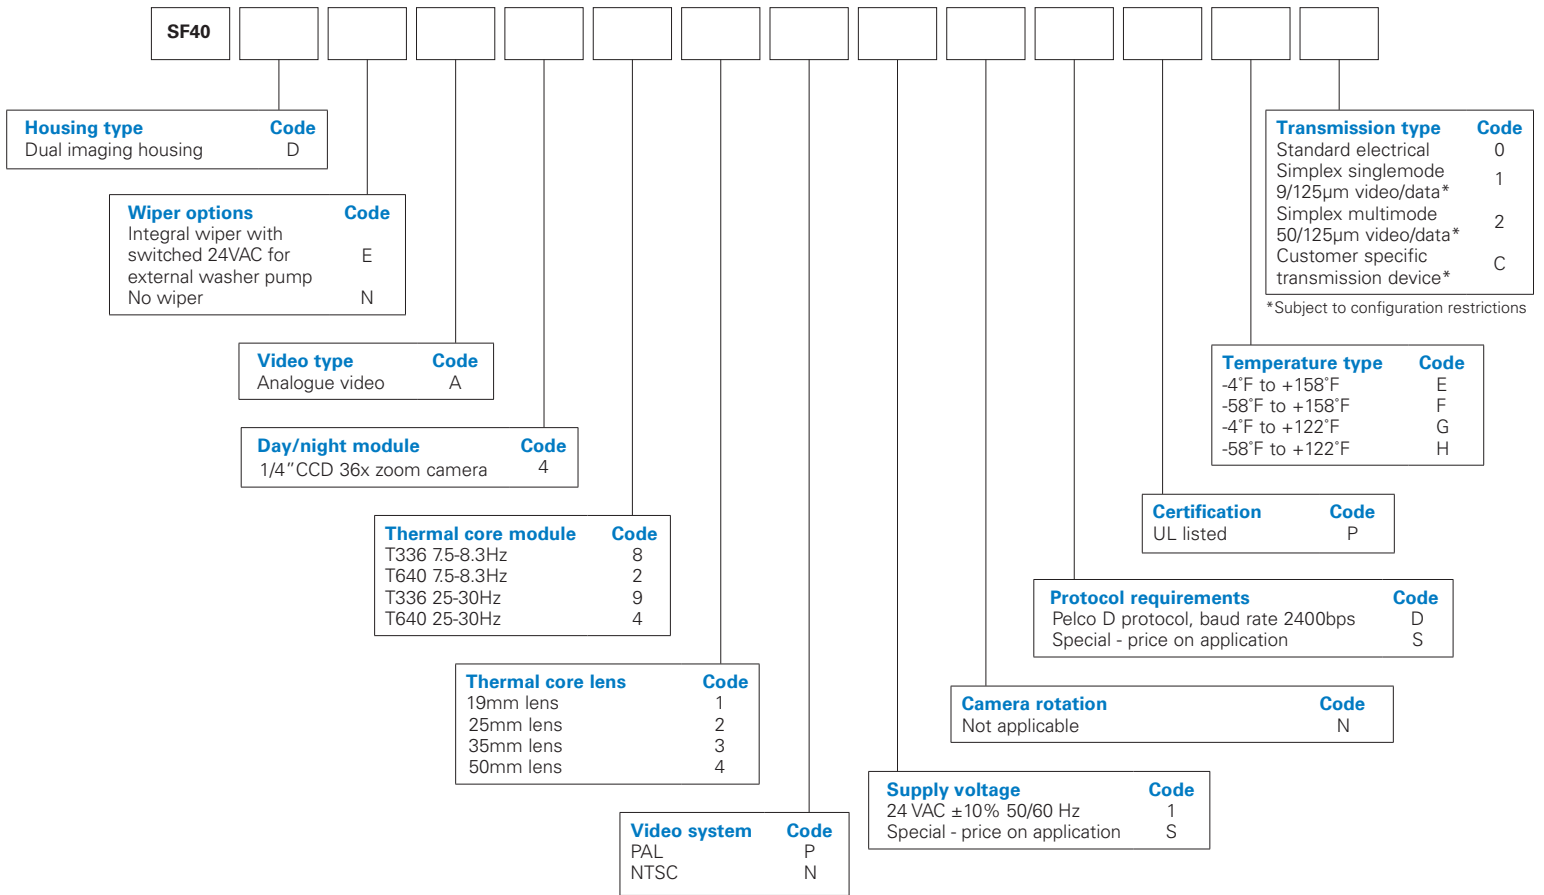 SF40
Housing type Code
Dual imaging housing D
Wiper options Code
Integral wiper with
switched 24VAC for E
external washer pump
No wiper N
Video type Code
Analogue video A
Day/night module Code
1/4”CCD 36x zoom camera 4
Thermal core module Code
T336 7.5-8.3Hz 8
T640 7.5-8.3Hz 2
T336 25-30Hz 9
T640 25-30Hz 4
Thermal core lens Code
19mm lens 1
25mm lens 2
35mm lens 3
50mm lens 4
Video system Code
PAL P
NTSC N
Supply voltage Code
24 VAC ±10% 50/60 Hz 1
Special - price on application S
Camera rotation Code
Not applicable N
Protocol requirements Code
Pelco D protocol, baud rate 2400bps D
Special - price on application S
Certification Code
UL listed P
Temperature type Code
-4˚F to +158˚F E
-58˚F to +158˚F F
-4˚F to +122˚F G
-58˚F to +122˚F H
Transmission type Code
Standard electrical 0
Simplex singlemode
9/125µm video/data* 1
Simplex multimode
50/125µm video/data* 2
Customer specific
transmission device* C
*Subject to configuration restrictions